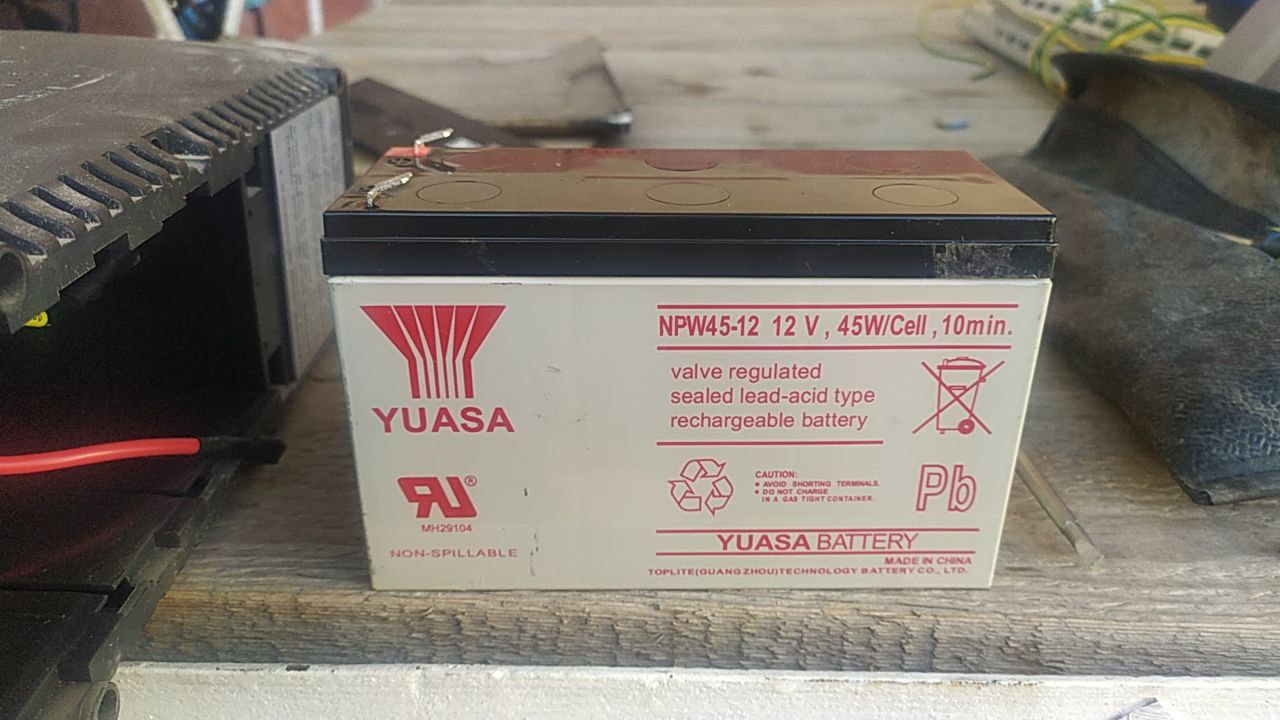 YUASA
UR®
MH29104
NON-SPILLABLE
NPW45-12 12 V , 45W/Cell , 10min.
valve regulated
sealed lead-acid type
rechargeable battery
CAUTION:
• AVOID SHORTING TERMINALS.
• DO NOT CHARGE
IN A GAS TIGHT CONTAINER.
Pb
YUASA BATTERY
MADE IN CHINA
TOPLITE(GUANGZHOU)TECHNOLOGY BATTERY CO., LTD.